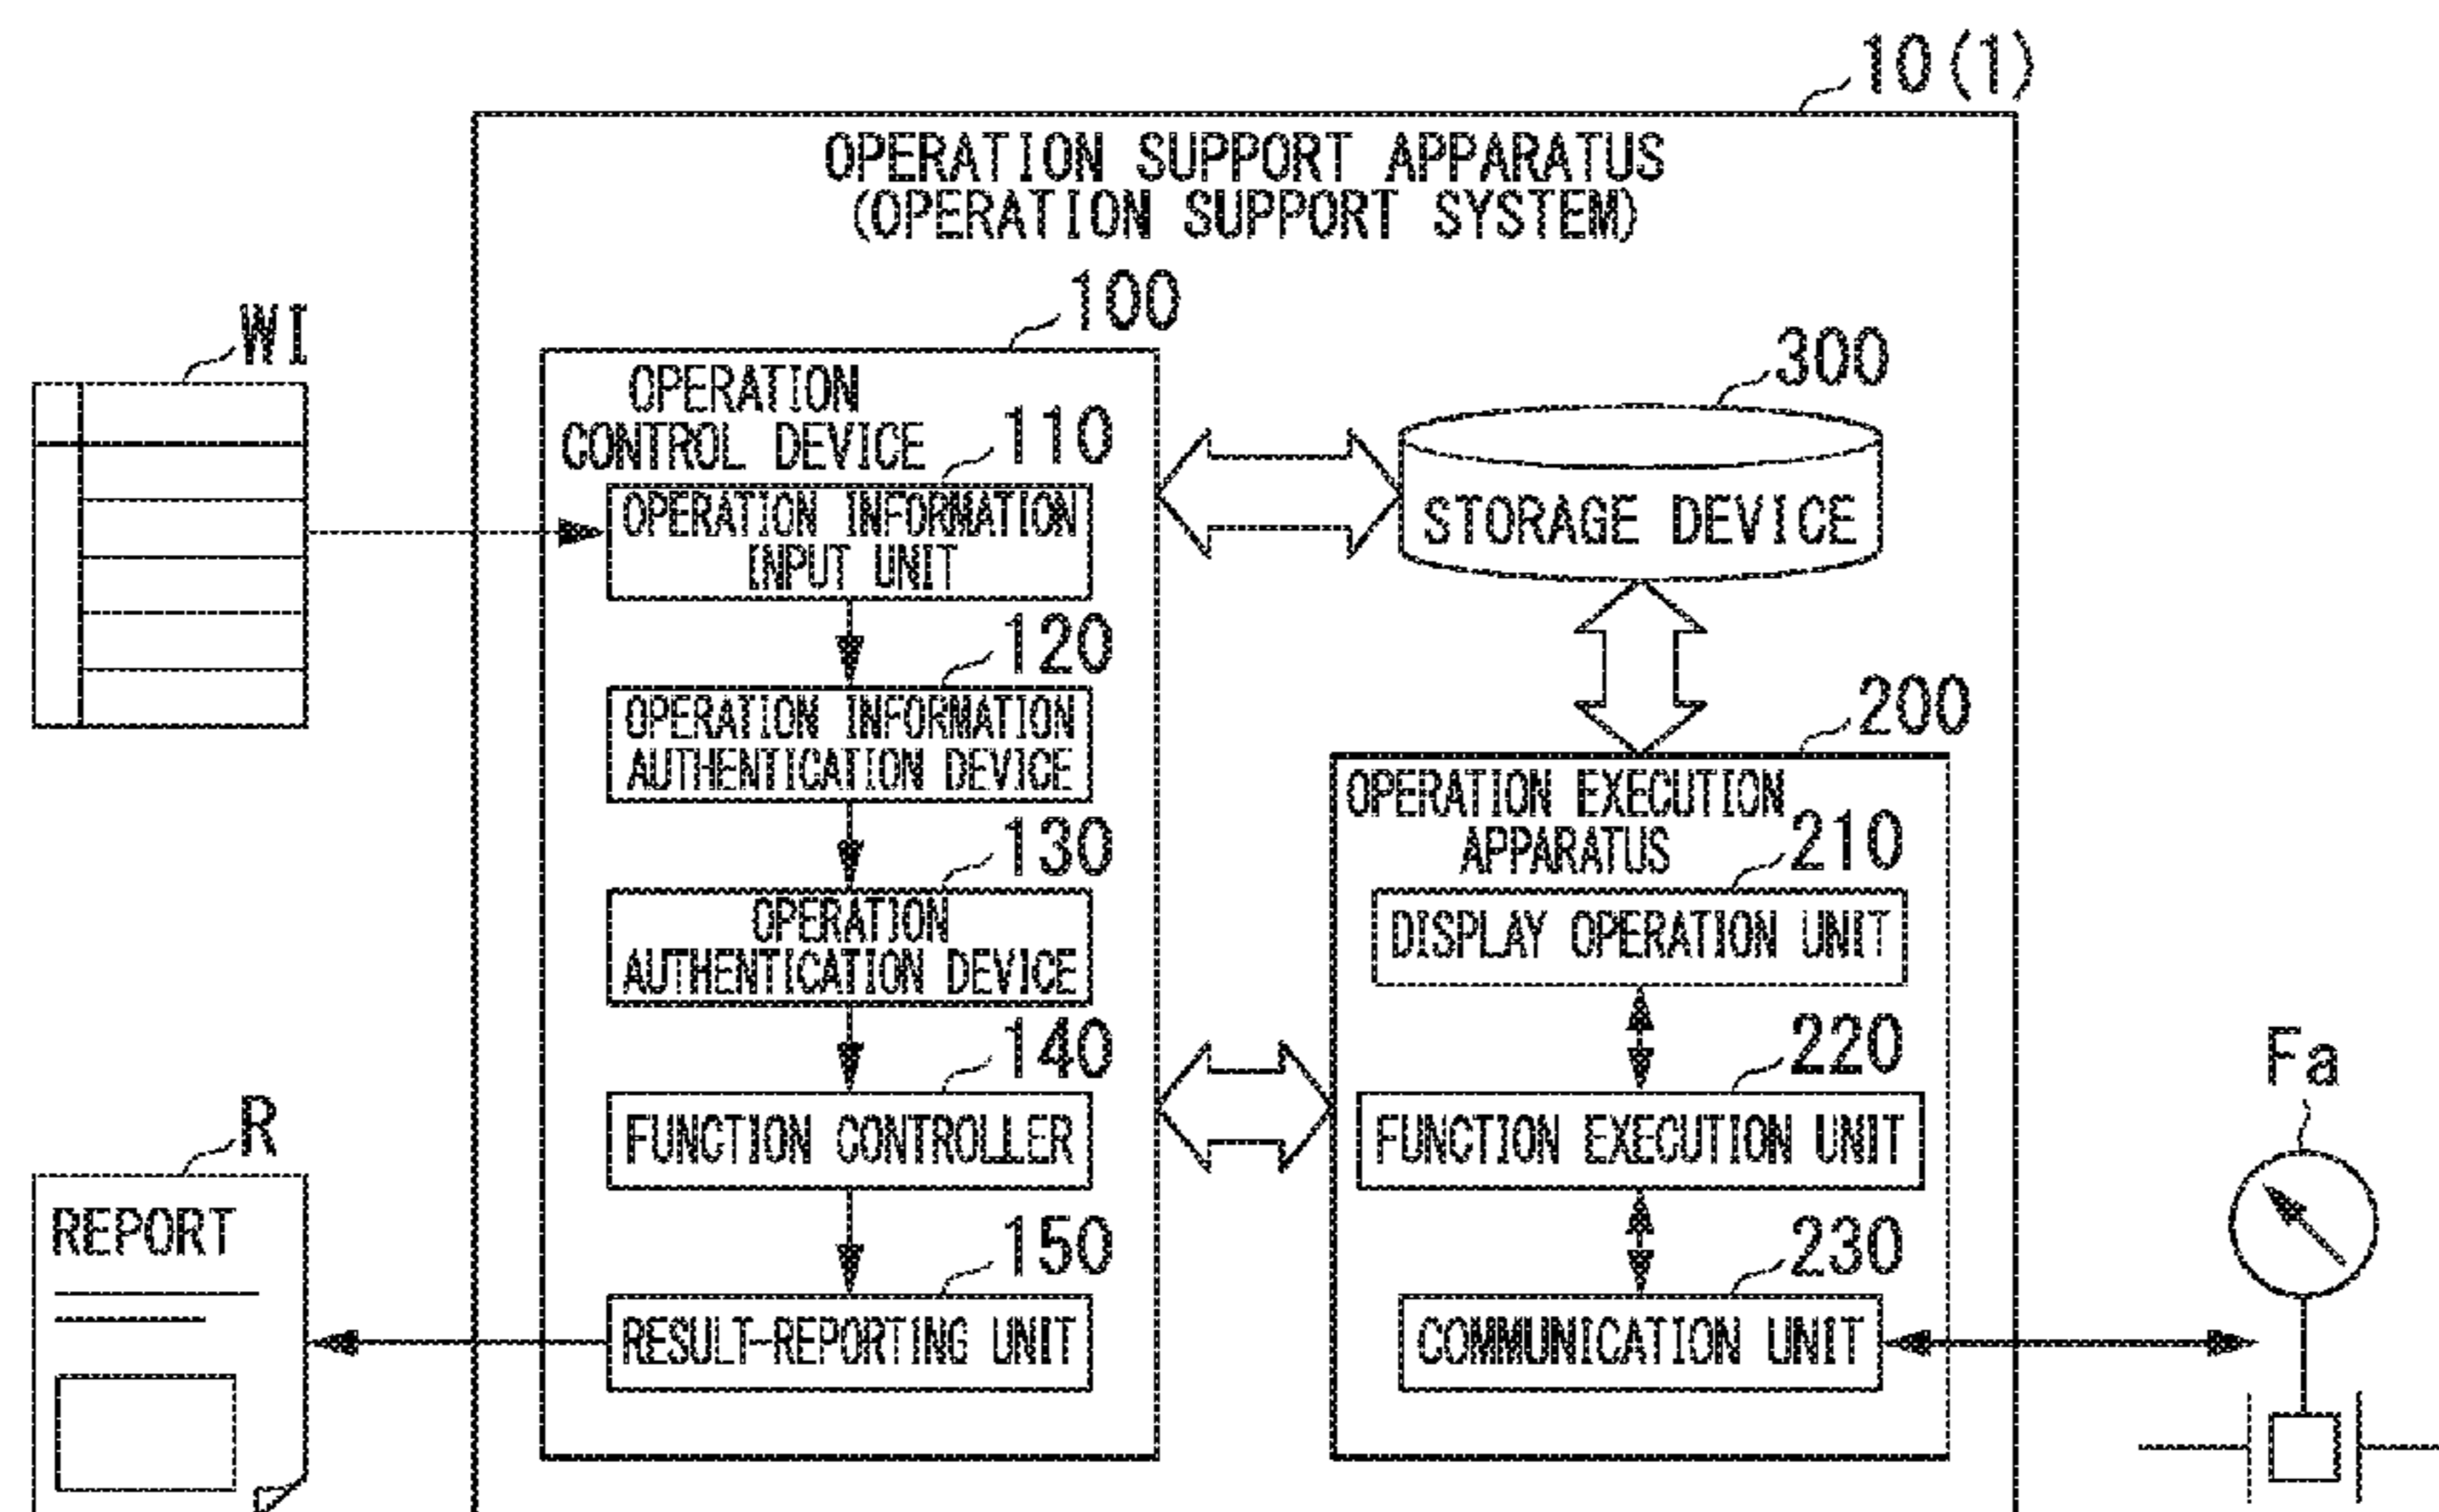 10(1)
OPERATION SUPPORT APPARATUS
(OPERATION SUPPORT SYSTEM)
WI
100
OPERATION
CONTROL DEVICE
110
OPERATION INFORMATION
INPUT UNIT
120
OPERATION INFORMATION
AUTHENTICATION DEVICE
130
OPERATION
AUTHENTICATION DEVICE
140
FUNCTION CONTROLLER
150
RESULT-REPORTING UNIT
300
STORAGE DEVICE
200
OPERATION EXECUTION
APPARATUS
210
DISPLAY OPERATION UNIT
220
FUNCTION EXECUTION UNIT
230
COMMUNICATION UNIT
R
REPORT
Fa